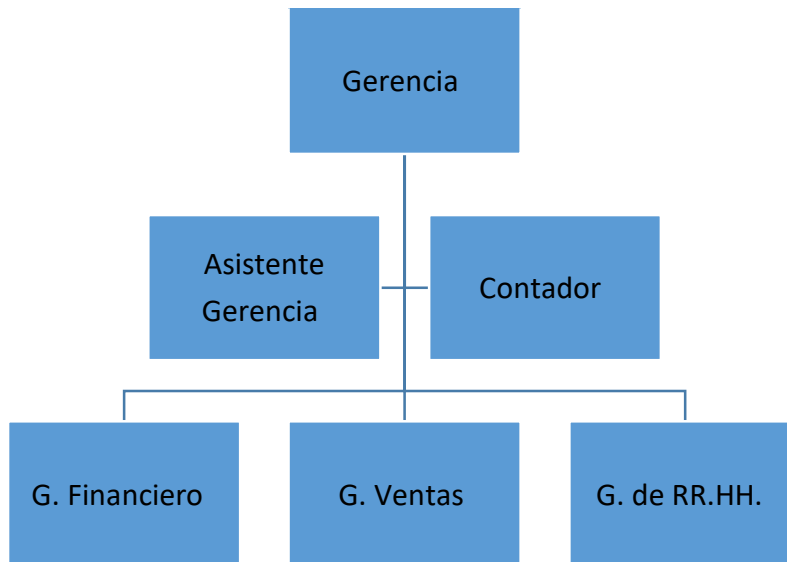 Gerencia
Asistente
Gerencia
Contador
G. Financiero
G. Ventas
G. de RR.HH.